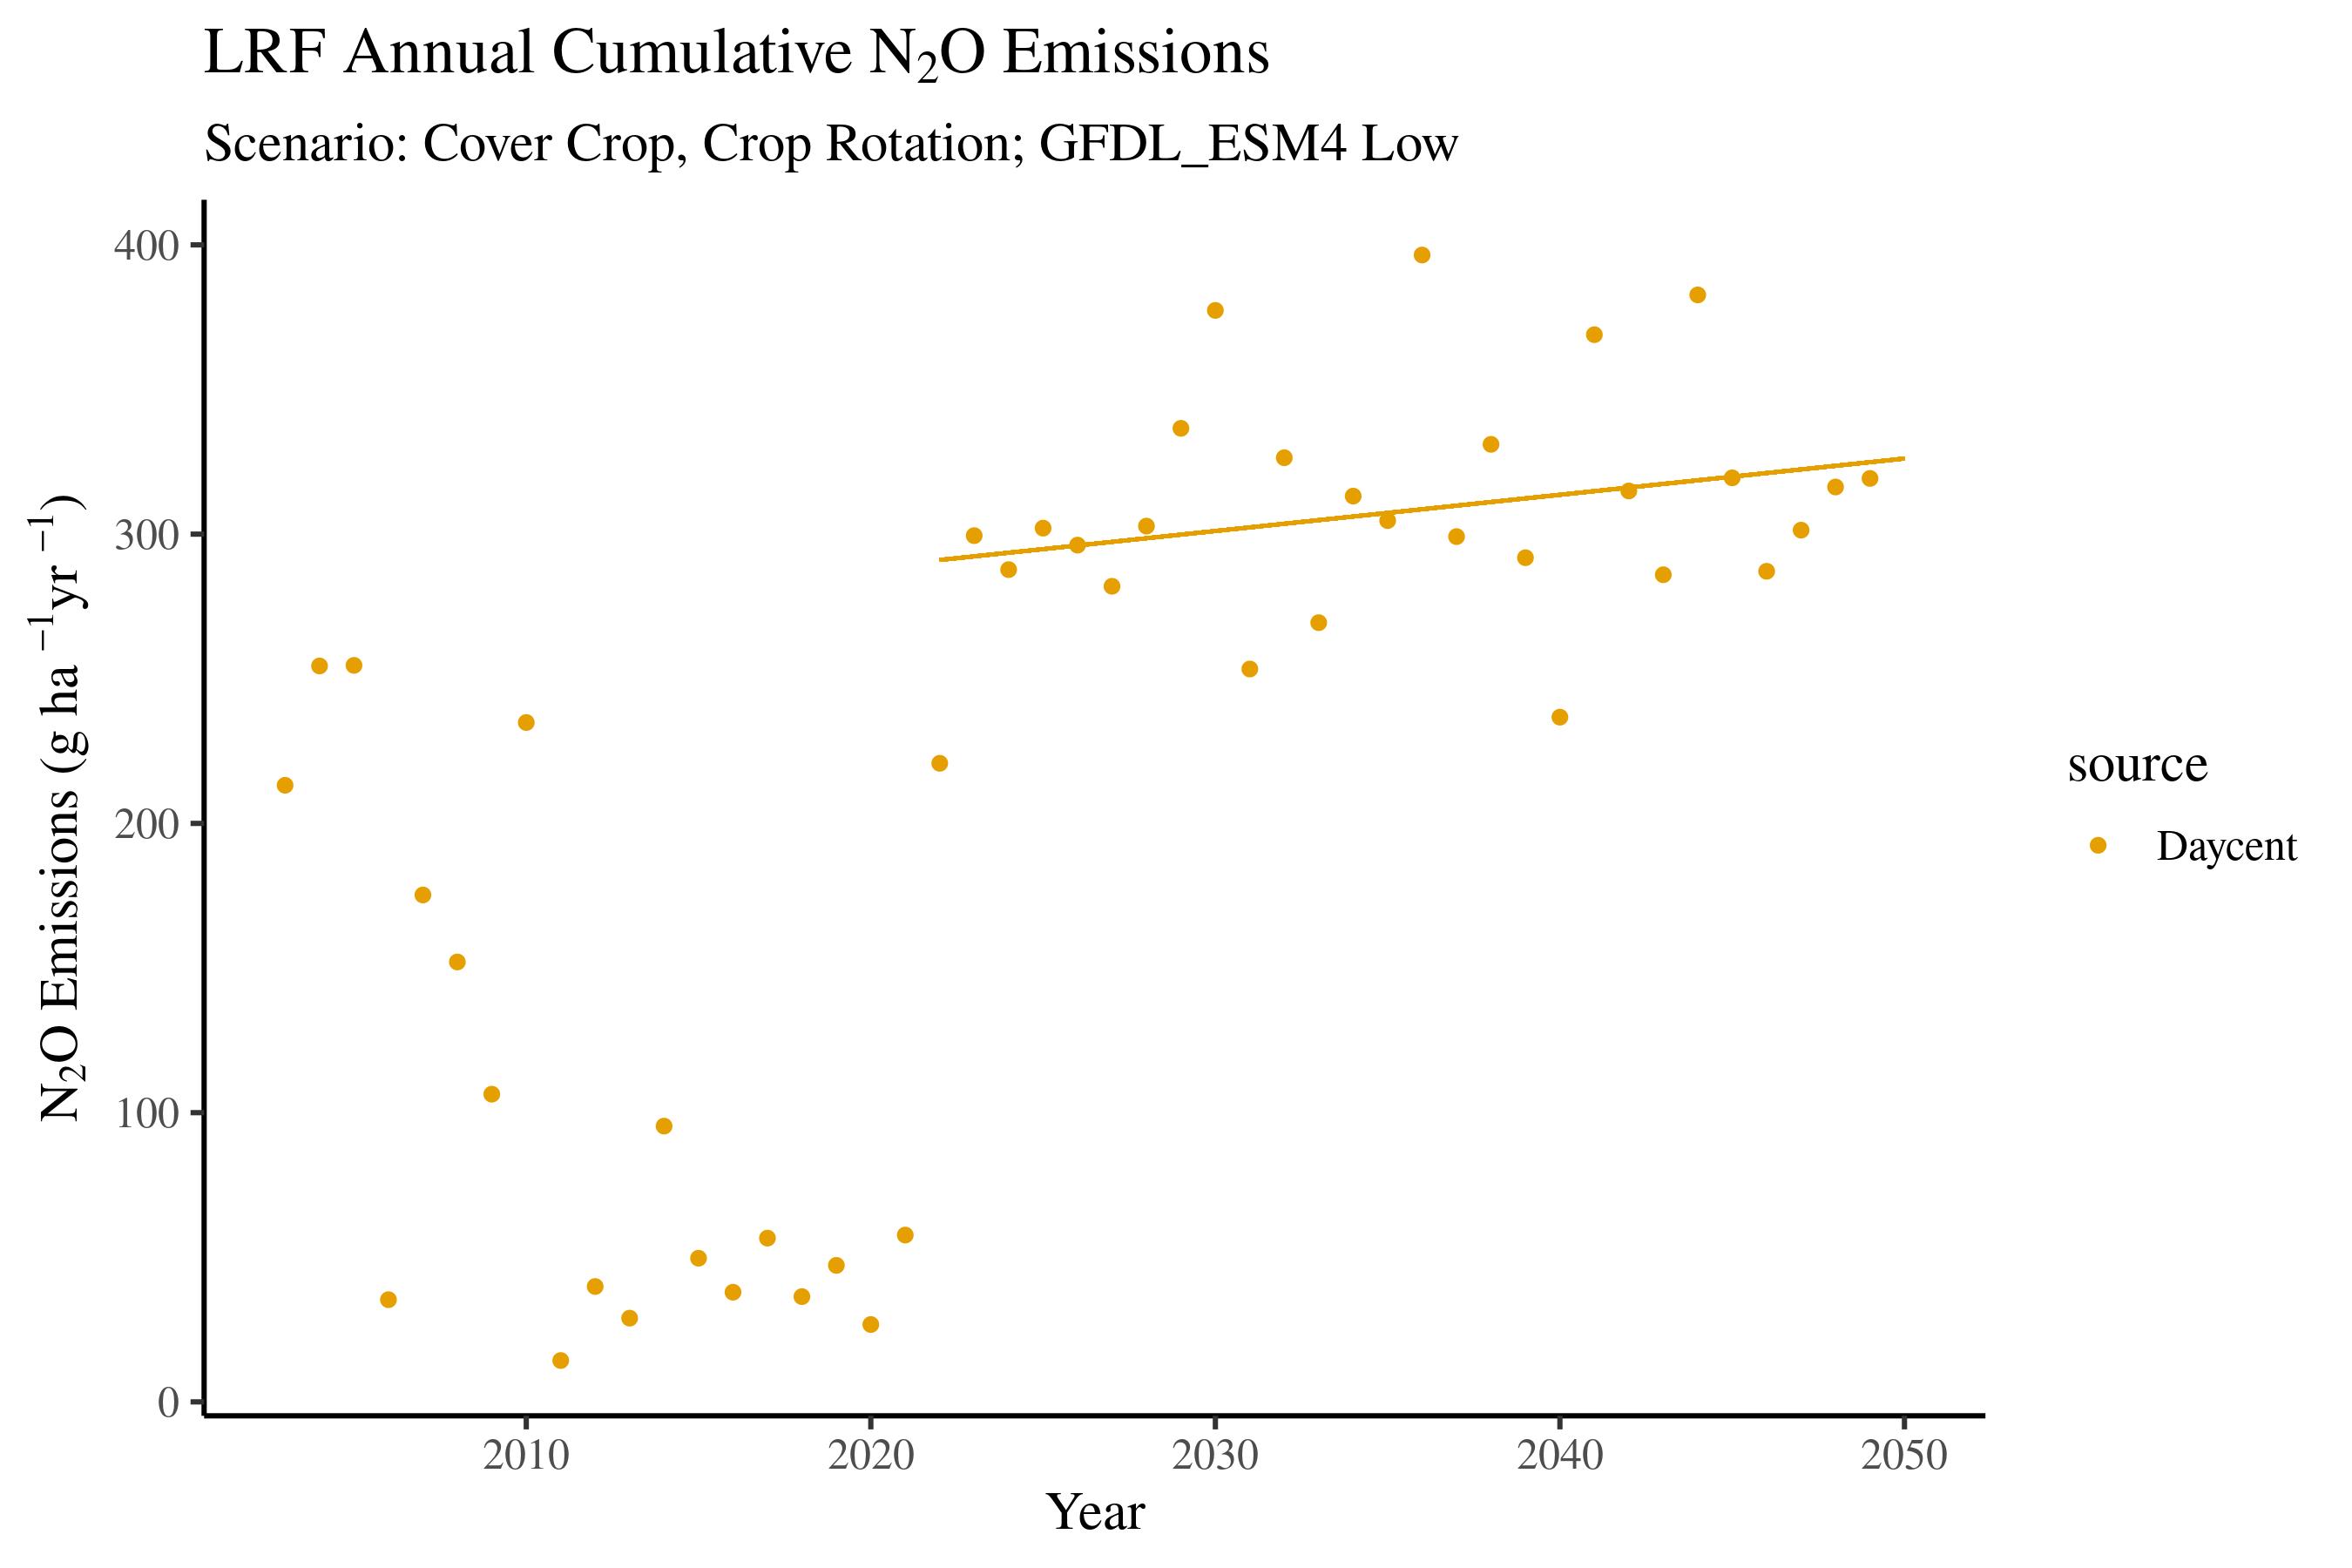 LRF Annual Cumulative N₂O Emissions
Scenario: Cover Crop, Crop Rotation; GFDL_ESM4 Low
N₂O Emissions (g ha⁻¹yr⁻¹)
400
300
200
100
0
2010 2020 2030 2040 2050
Year
source
Daycent